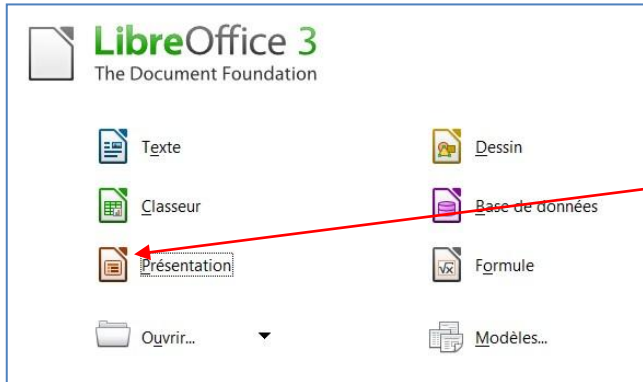 LibreOffice 3
The Document Foundation
Texte
Dessin
Classeur
Base de données
Présentation
Formule
Ouvrir...
Modèles...